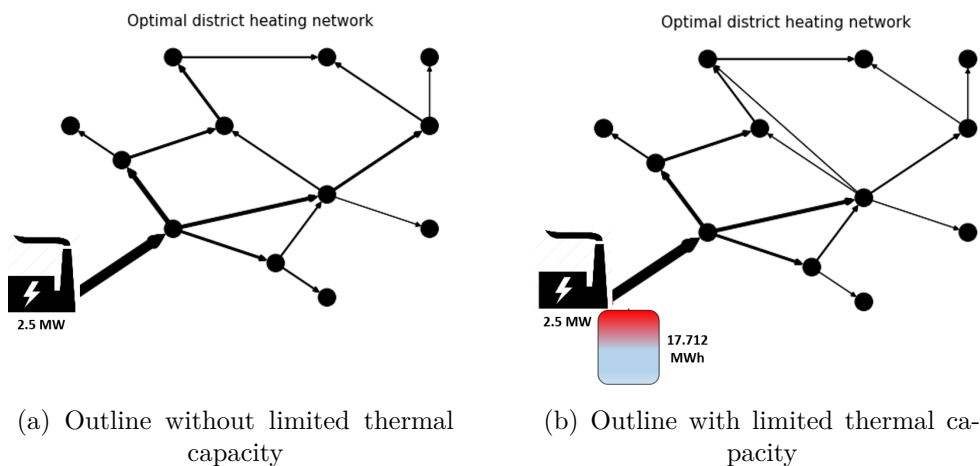 Optimal district heating network
2.5 MW
(a) Outline without limited thermal
capacity
Optimal district heating network
2.5 MW
17.712
MWh
(b) Outline with limited thermal ca-
pacity